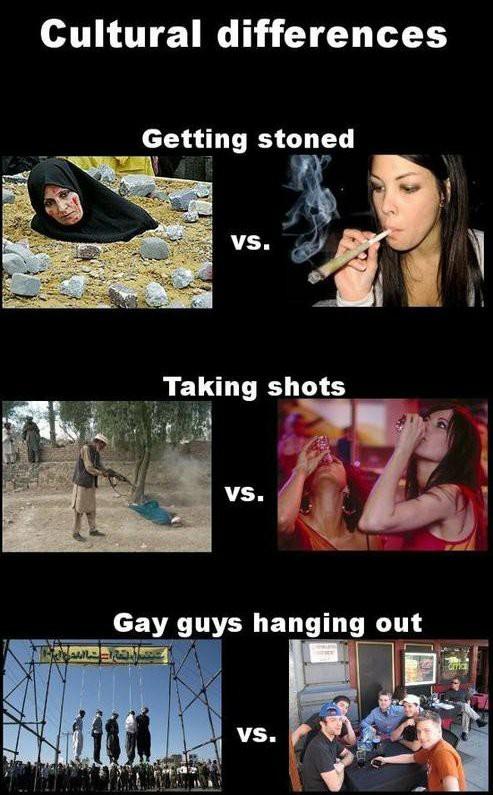 Cultural differences
Getting stoned
vs.
Taking shots
vs.
Gay guys hanging out
vs.